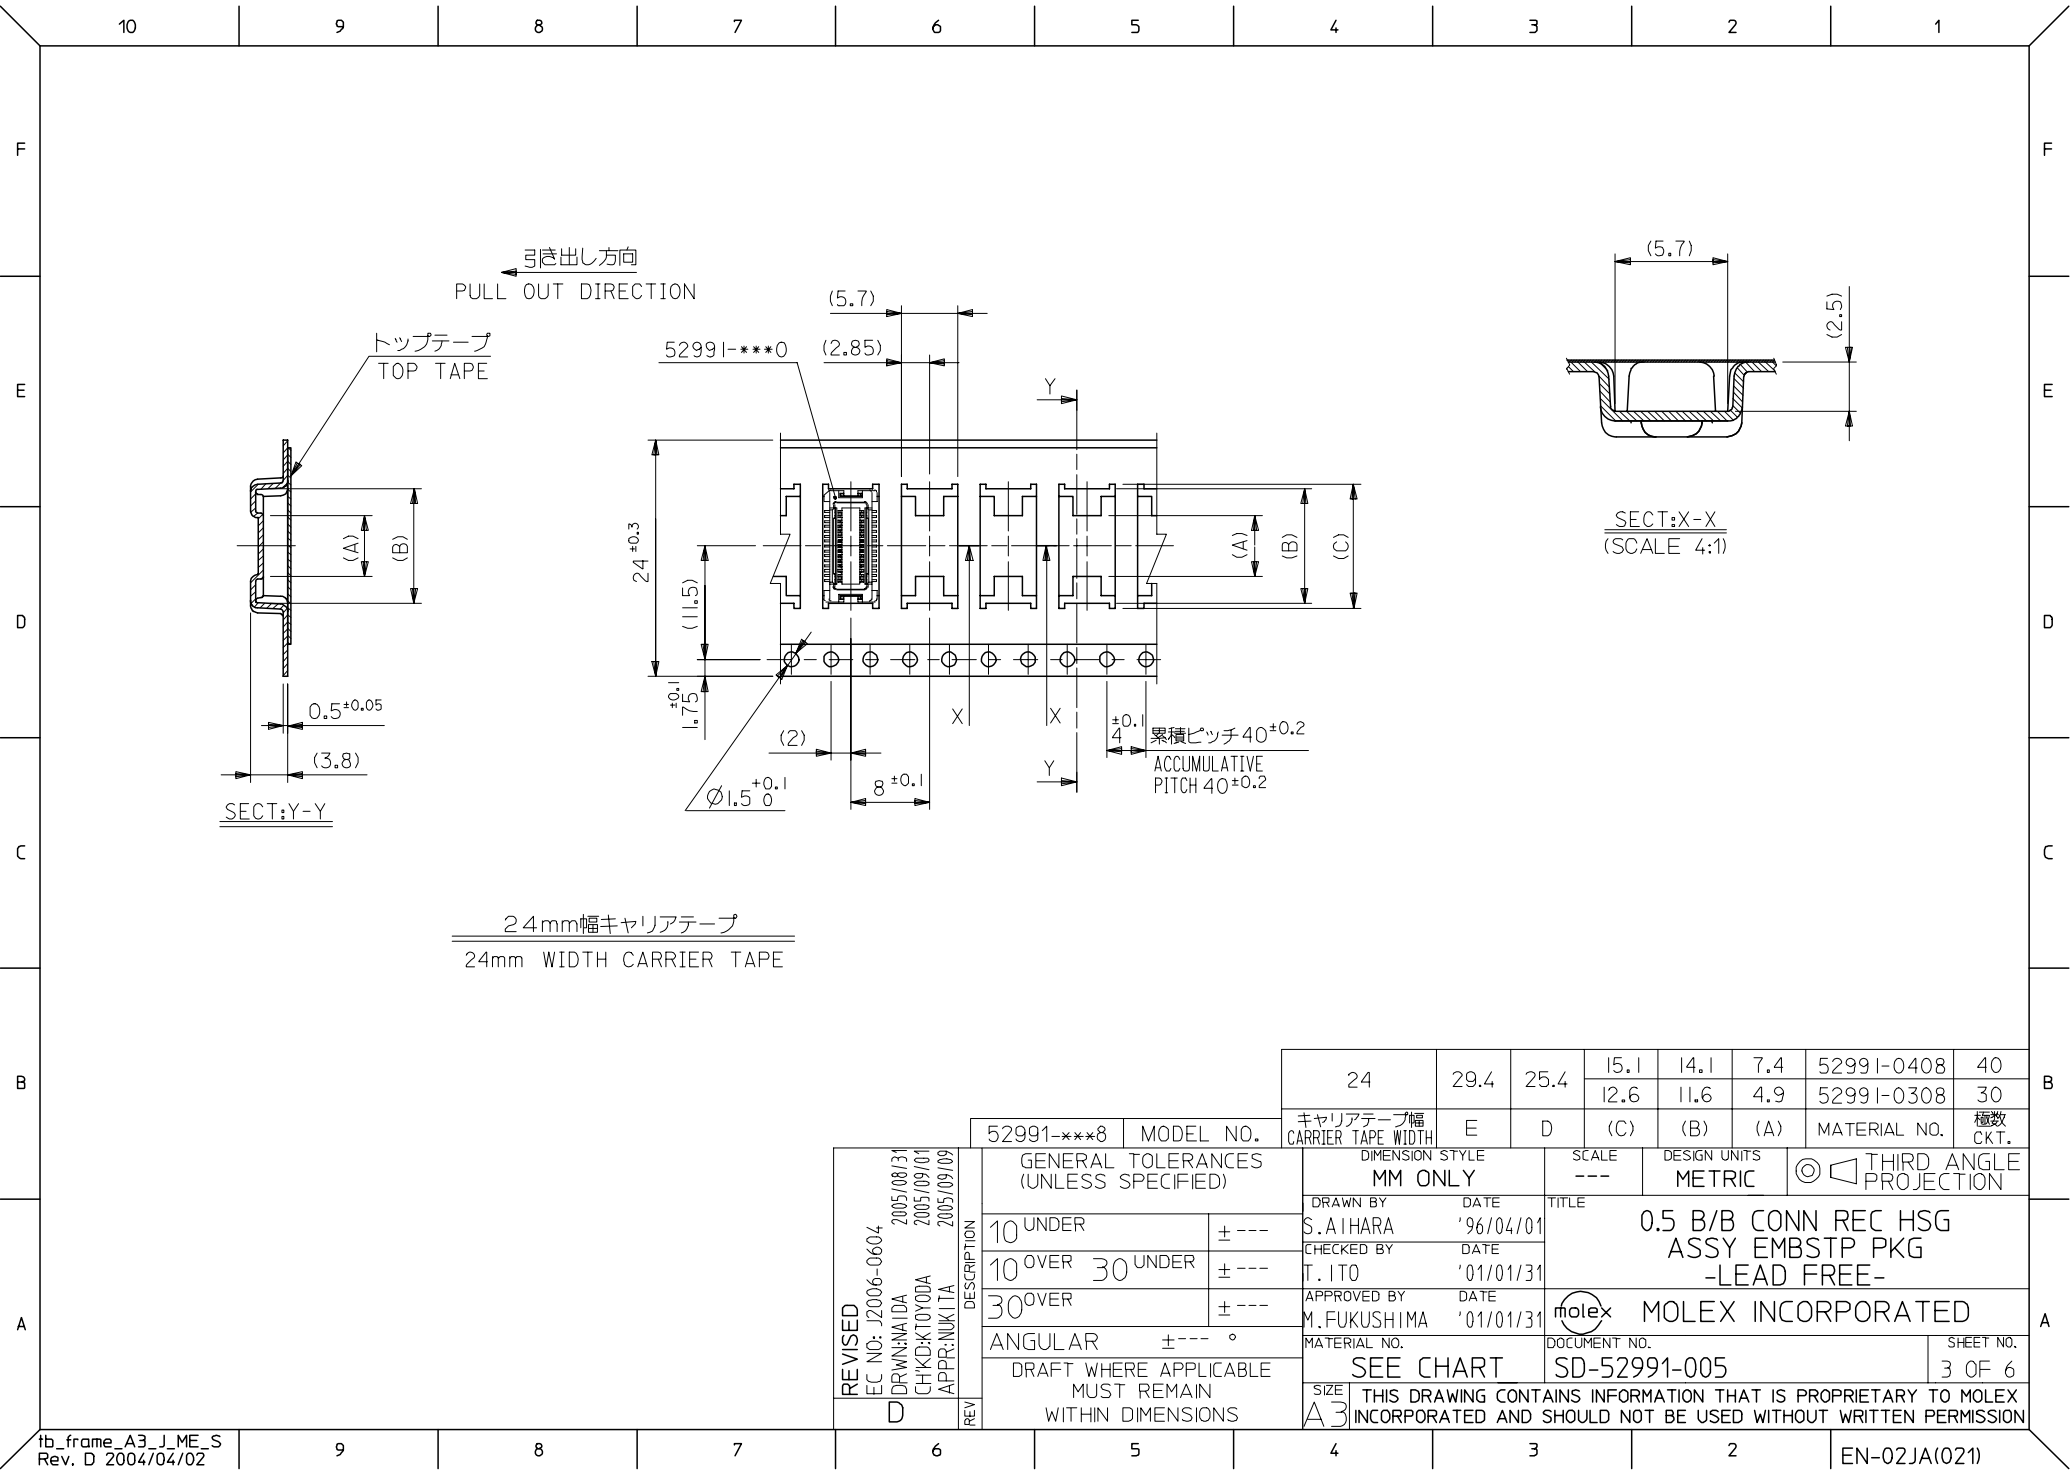 10 9 8 7 6 5 4 3 2 1
F F
E E
D D
C C
B B
A A
引き出し方向
PULL OUT DIRECTION
トップテープ
TOP TAPE
(A)
(B)
0.5±0.05
(3.8)
SECT:Y-Y
52991-***0
(5.7)
(2.85)
Y
24±0.3
(11.5)
1.75±0.1
(A)
(B)
(C)
X X
(2)
8±0.1
Ø1.5 +0.1 0
4±0.1
累積ピッチ40±0.2
ACCUMULATIVE
PITCH 40±0.2
Y
(5.7)
(2.5)
SECT:X-X
(SCALE 4:1)
24mm幅キャリアテープ
24mm WIDTH CARRIER TAPE
24 29.4 25.4 15.1 14.1 7.4 52991-0408 40
12.6 11.6 4.9 52991-0308 30
52991-***8 MODEL NO.
キャリアテープ幅
CARRIER TAPE WIDTH E D (C) (B) (A) MATERIAL NO. 極数
CKT.
REVISED
EC NO: J2006-0604
DRWN:NAIDA 2005/08/31
CH'KD:KTOYODA 2005/09/01
APPR:NUKITA 2005/09/09
DESCRIPTION
D
REV
GENERAL TOLERANCES
(UNLESS SPECIFIED)
10 UNDER ±---
10 OVER 30 UNDER ±---
30 OVER ±---
ANGULAR ±--- °
DRAFT WHERE APPLICABLE
MUST REMAIN
WITHIN DIMENSIONS
DIMENSION STYLE
MM ONLY
SCALE
---
DESIGN UNITS
METRIC
THIRD ANGLE
PROJECTION
DRAWN BY DATE
S.AIHARA '96/04/01
CHECKED BY DATE
T.ITO '01/01/31
APPROVED BY DATE
M.FUKUSHIMA '01/01/31
TITLE
0.5 B/B CONN REC HSG
ASSY EMBSTP PKG
-LEAD FREE-
molex MOLEX INCORPORATED
MATERIAL NO.
SEE CHART
DOCUMENT NO.
SD-52991-005
SHEET NO.
3 OF 6
SIZE
A3
THIS DRAWING CONTAINS INFORMATION THAT IS PROPRIETARY TO MOLEX
INCORPORATED AND SHOULD NOT BE USED WITHOUT WRITTEN PERMISSION
tb_frame_A3_J_ME_S
Rev. D 2004/04/02
9 8 7 6 5 4 3 2
EN-02JA(021)